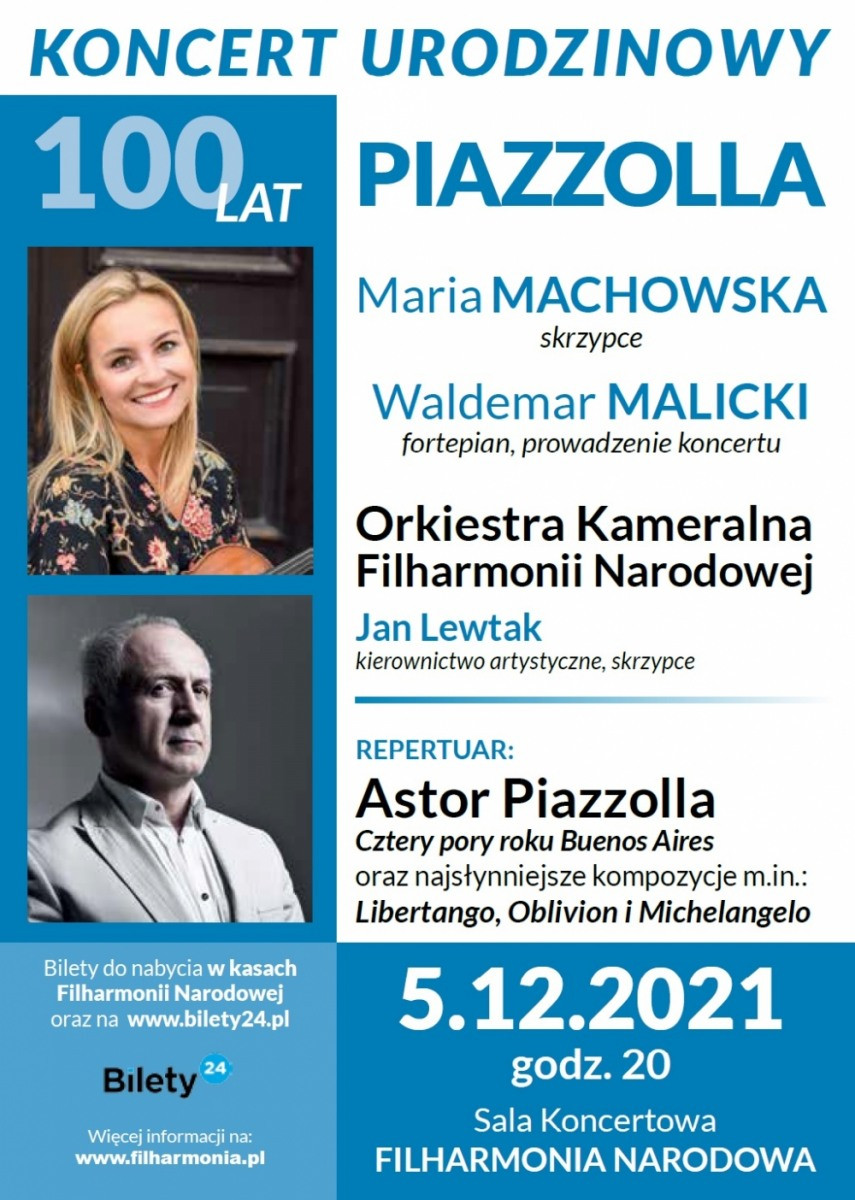 KONCERT URODZINOWY
100 LAT
PIAZZOLLA
Maria MACHOWSKA
skrzypce
Waldemar MALICKI
fortepian, prowadzenie koncertu
Orkiestra Kameralna
Filharmonii Narodowej
Jan Lewtak
kierownictwo artystyczne, skrzypce
REPERTUAR:
Astor Piazzolla
Cztery pory roku Buenos Aires
oraz najsłynniejsze kompozycje m.in.:
Libertango, Oblivion i Michelangelo
Bilety do nabycia w kasach
Filharmonii Narodowej
oraz na www.bilety24.pl
Bilety 24
Więcej informacji na:
www.filharmonia.pl
5.12.2021
godz. 20
Sala Koncertowa
FILHARMONIA NARODOWA